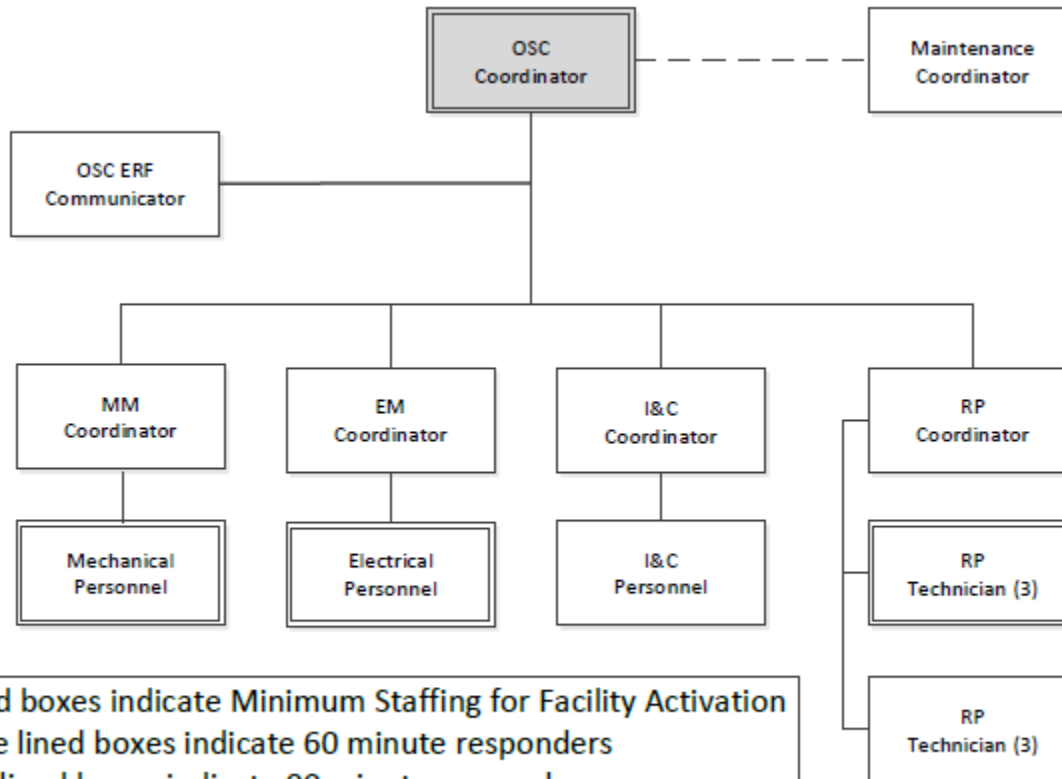 OSC
Coordinator
Maintenance
Coordinator
OSC ERF
Communicator
MM
Coordinator
EM
Coordinator
I&C
Coordinator
RP
Coordinator
Mechanical
Personnel
Electrical
Personnel
I&C
Personnel
RP
Technician (3)
boxes indicate Minimum Staffing for Facility Activation
lined boxes indicate 60 minute responders
RP
Technician (3)